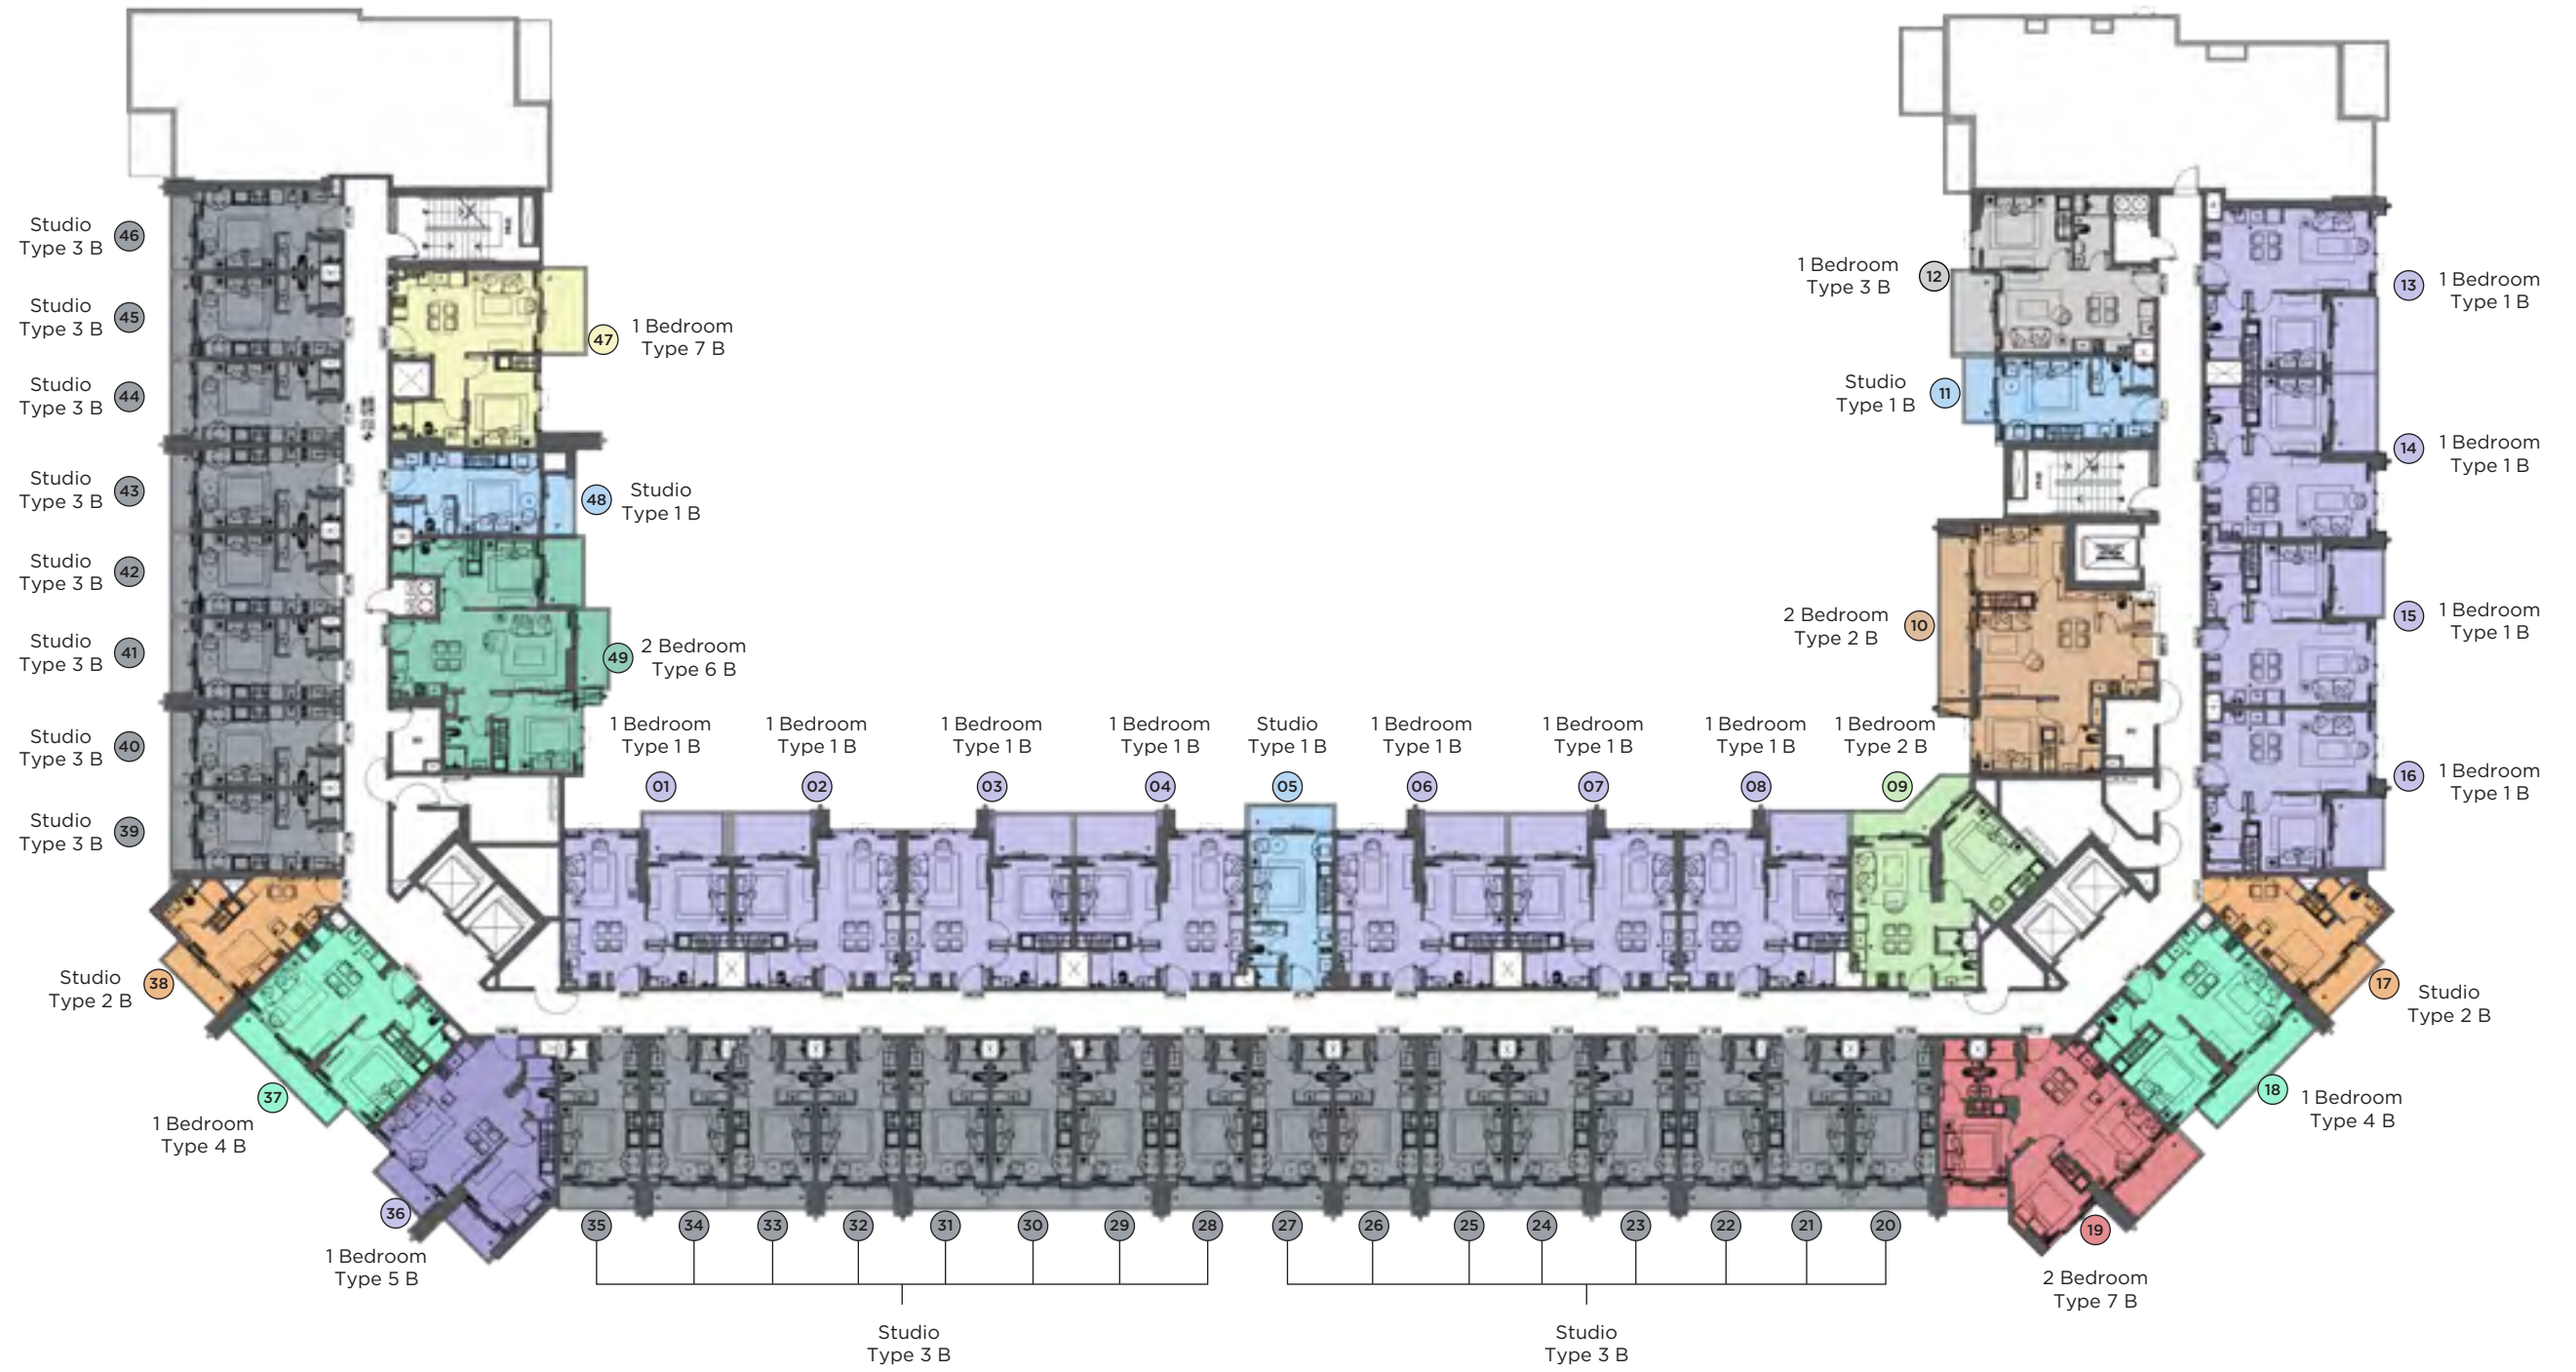 46
Studio
Type 3 B
45
Studio
Type 3 B
44
Studio
Type 3 B
43
Studio
Type 3 B
42
Studio
Type 3 B
41
Studio
Type 3 B
40
Studio
Type 3 B
39
Studio
Type 3 B
38
Studio
Type 2 B
37
1 Bedroom
Type 4 B
36
1 Bedroom
Type 5 B
47
1 Bedroom
Type 7 B
48
Studio
Type 1 B
49
2 Bedroom
Type 6 B
1 Bedroom
Type 1 B
01
1 Bedroom
Type 1 B
02
1 Bedroom
Type 1 B
03
1 Bedroom
Type 1 B
04
Studio
Type 1 B
05
1 Bedroom
Type 1 B
06
1 Bedroom
Type 1 B
07
1 Bedroom
Type 1 B
08
1 Bedroom
Type 2 B
09
2 Bedroom
Type 2 B
10
Studio
Type 1 B
11
1 Bedroom
Type 3 B
12
13
1 Bedroom
Type 1 B
14
1 Bedroom
Type 1 B
15
1 Bedroom
Type 1 B
16
1 Bedroom
Type 1 B
17
Studio
Type 2 B
18
1 Bedroom
Type 4 B
19
2 Bedroom
Type 7 B
35 34 33 32 31 30 29 28
Studio
Type 3 B
27 26 25 24 23 22 21 20
Studio
Type 3 B